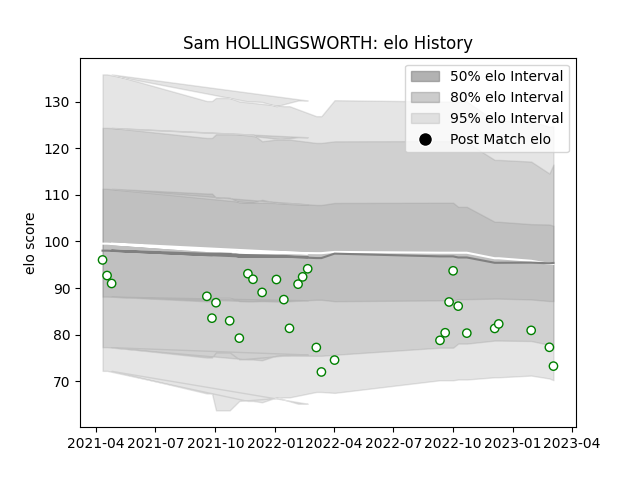 Sam HOLLINGSWORTH: elo History
50% elo Interval
80% elo Interval
95% elo Interval
Post Match elo
elo score
130
120
110
100
90
80
70
2021-04 2021-07 2021-10 2022-01 2022-04 2022-07 2022-10 2023-01 2023-04